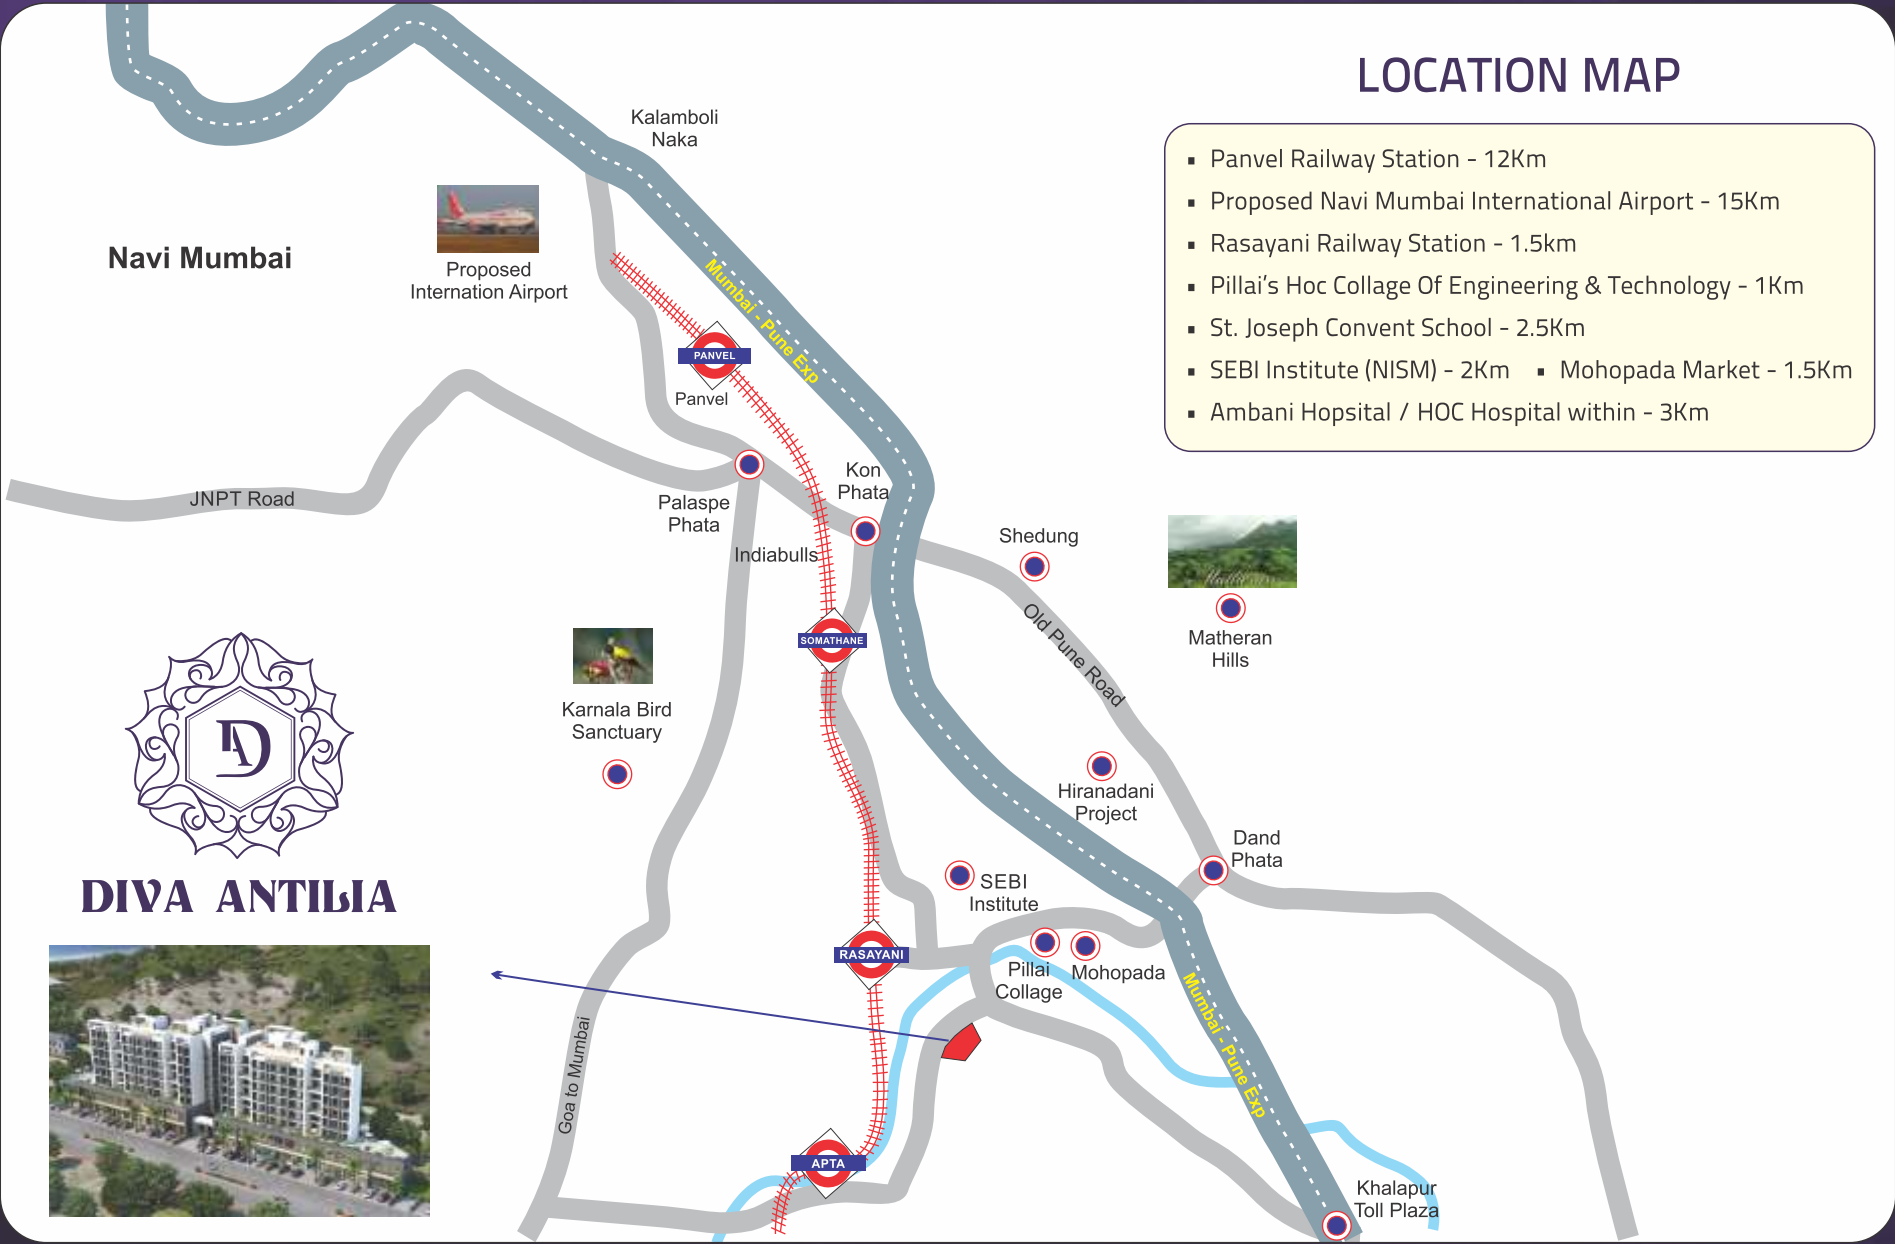 LOCATION MAP
▪ Panvel Railway Station - 12Km
▪ Proposed Navi Mumbai International Airport - 15Km
▪ Rasayani Railway Station - 1.5km
▪ Pillai's Hoc Collage Of Engineering & Technology - 1Km
▪ St. Joseph Convent School - 2.5Km
▪ SEBI Institute (NISM) - 2Km ▪ Mohopada Market - 1.5Km
▪ Ambani Hopsital / HOC Hospital within - 3Km
Kalamboli
Naka
Navi Mumbai
Proposed
Internation Airport
Mumbai - Pune Exp
PANVEL
Panvel
JNPT Road
Palaspe
Phata
Kon
Phata
Indiabulls
Shedung
Old Pune Road
Matheran
Hills
SOMATHANE
Karnala Bird
Sanctuary
Hiranadani
Project
Dand
Phata
SEBI
Institute
DA
DIVA ANTILIA
RASAYANI
Pillai
Collage
Mohopada
Mumbai - Pune Exp
Goa to Mumbai
APTA
Khalapur
Toll Plaza